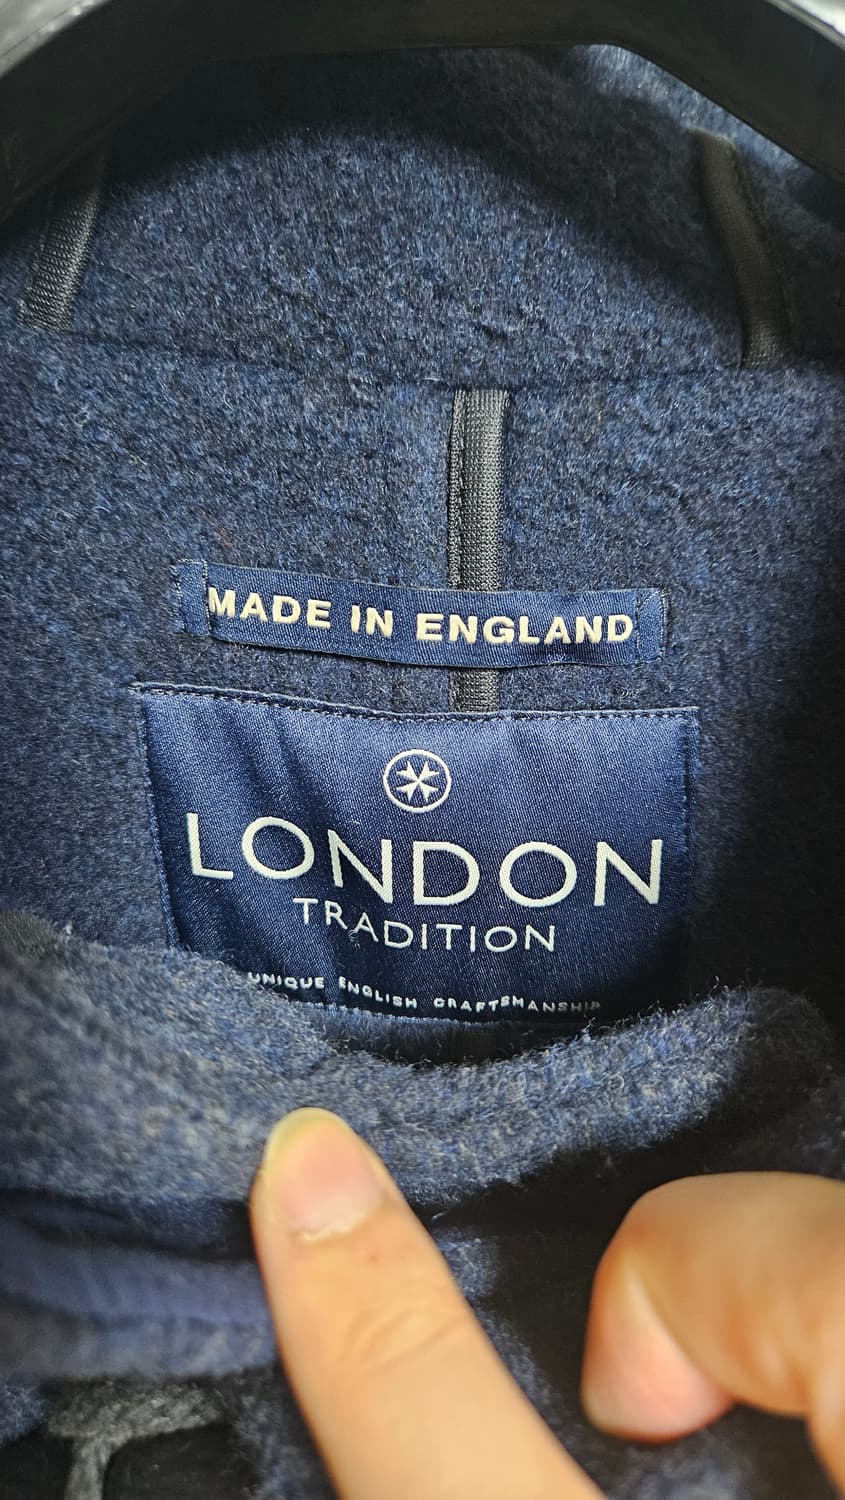 MADE IN ENGLAND
LONDON
TRADITION
UNIQUE ENGLISH CRAFTSMANSHIP